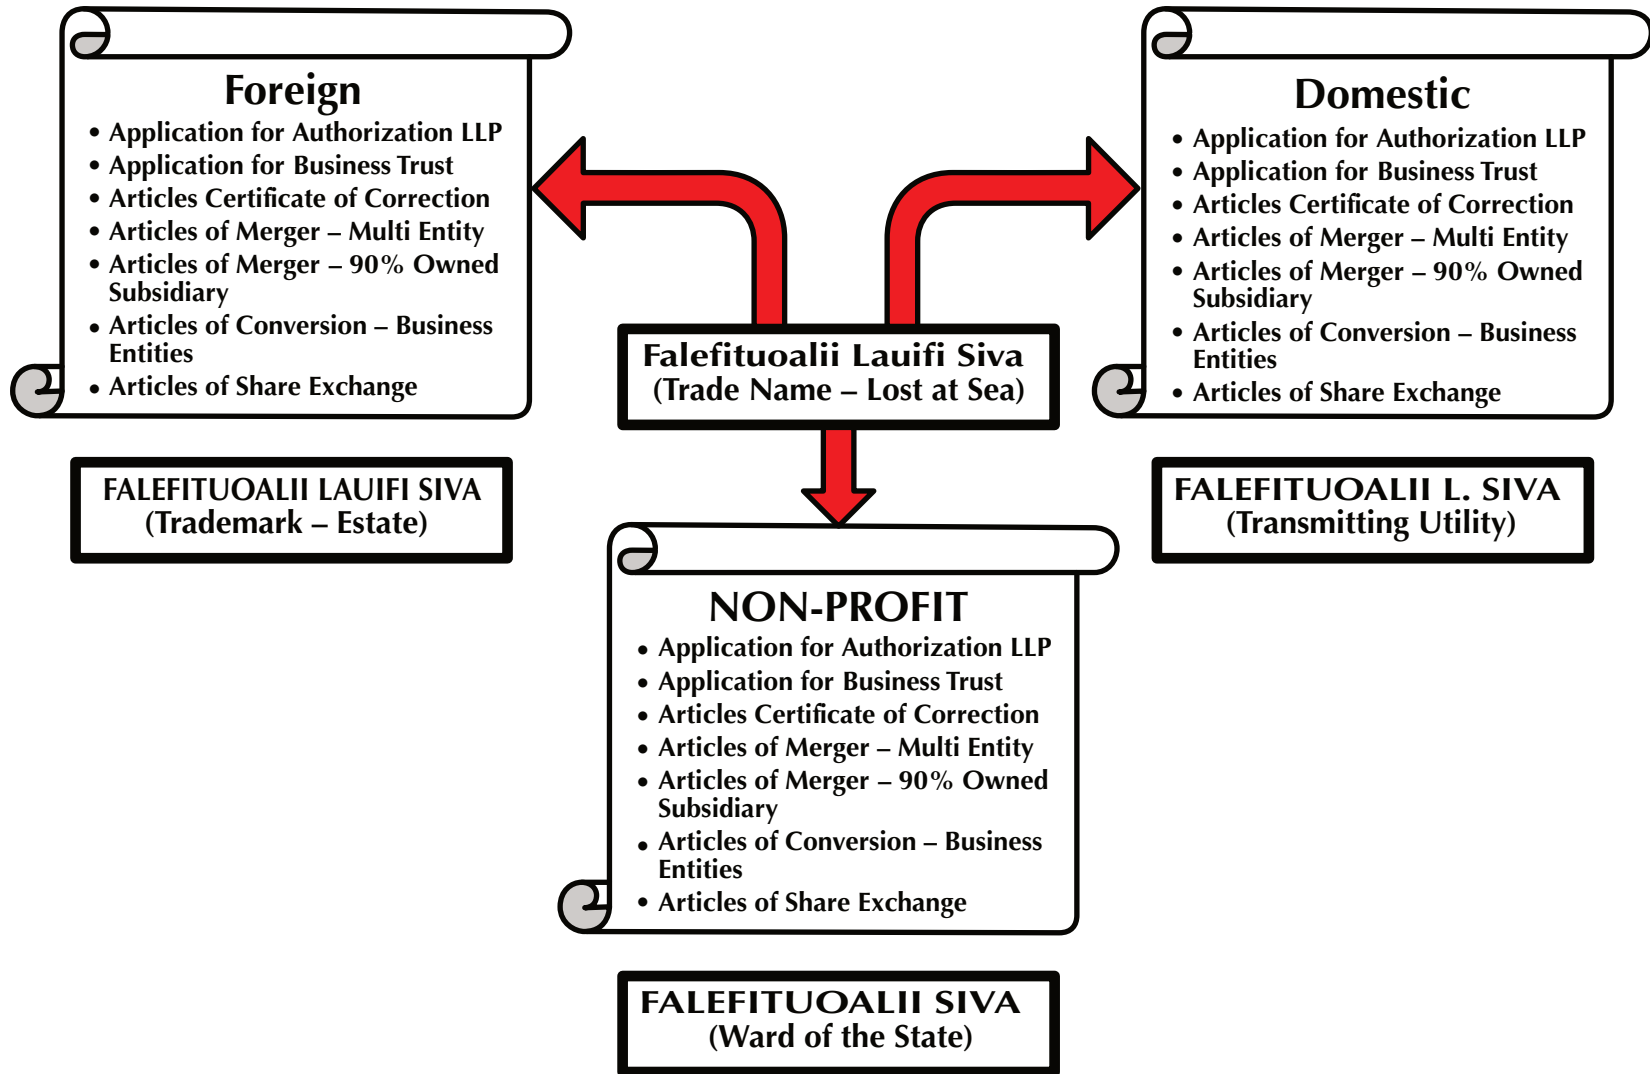 Foreign
• Application for Authorization LLP
• Application for Business Trust
• Articles Certificate of Correction
• Articles of Merger – Multi Entity
• Articles of Merger – 90% Owned
Subsidiary
• Articles of Conversion – Business
Entities
• Articles of Share Exchange
FALEFITUOALII LAUIFI SIVA
(Trademark – Estate)
Falefituoalii Lauifi Siva
(Trade Name – Lost at Sea)
Domestic
• Application for Authorization LLP
• Application for Business Trust
• Articles Certificate of Correction
• Articles of Merger – Multi Entity
• Articles of Merger – 90% Owned
Subsidiary
• Articles of Conversion – Business
Entities
• Articles of Share Exchange
FALEFITUOALII L. SIVA
(Transmitting Utility)
NON-PROFIT
• Application for Authorization LLP
• Application for Business Trust
• Articles Certificate of Correction
• Articles of Merger – Multi Entity
• Articles of Merger – 90% Owned
Subsidiary
• Articles of Conversion – Business
Entities
• Articles of Share Exchange
FALEFITUOALII SIVA
(Ward of the State)